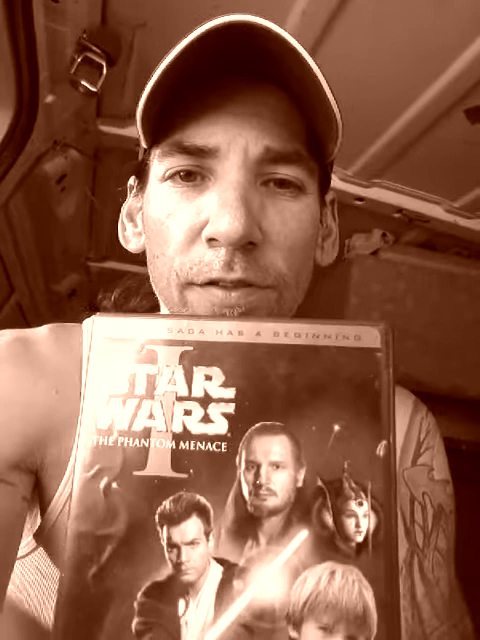 SAGA HAS A BEGINNING
I
STAR
WARS
THE PHANTOM MENACE